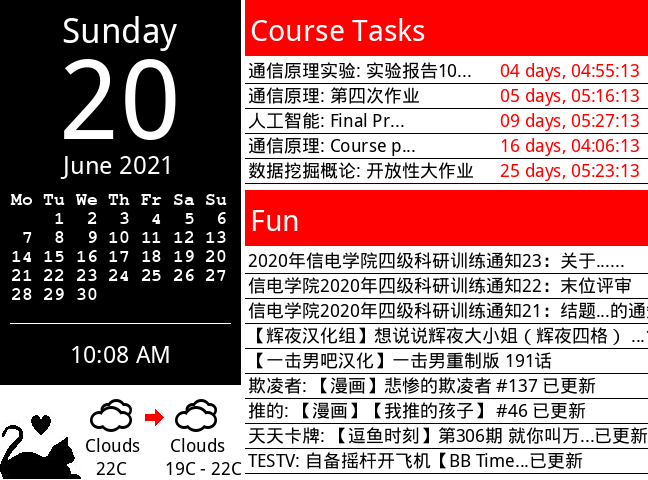 Sunday
20
June 2021
Mo Tu We Th Fr Sa Su
1 2 3 4 5 6
7 8 9 10 11 12 13
14 15 16 17 18 19 20
21 22 23 24 25 26 27
28 29 30
10:08 AM
Clouds
22C
Clouds
19C - 22C
Course Tasks
通信原理实验: 实验报告10... 04 days, 04:55:13
通信原理: 第四次作业 05 days, 05:16:13
人工智能: Final Pr... 09 days, 05:27:13
通信原理: Course p... 16 days, 04:06:13
数据挖掘概论: 开放性大作业 25 days, 05:23:13
Fun
2020年信电学院四级科研训练通知23：关于......
信电学院2020年四级科研训练通知22：末位评审
信电学院2020年四级科研训练通知21：结题...的通
【辉夜汉化组】想说说辉夜大小姐（辉夜四格） ...
【一击男吧汉化】一击男重制版 191话
欺凌者: 【漫画】悲惨的欺凌者 #137 已更新
推的: 【漫画】【我推的孩子】 #46 已更新
天天卡牌: 【逗鱼时刻】第306期 就你叫万...已更新
TESTV: 自备摇杆开飞机【BB Time...已更新